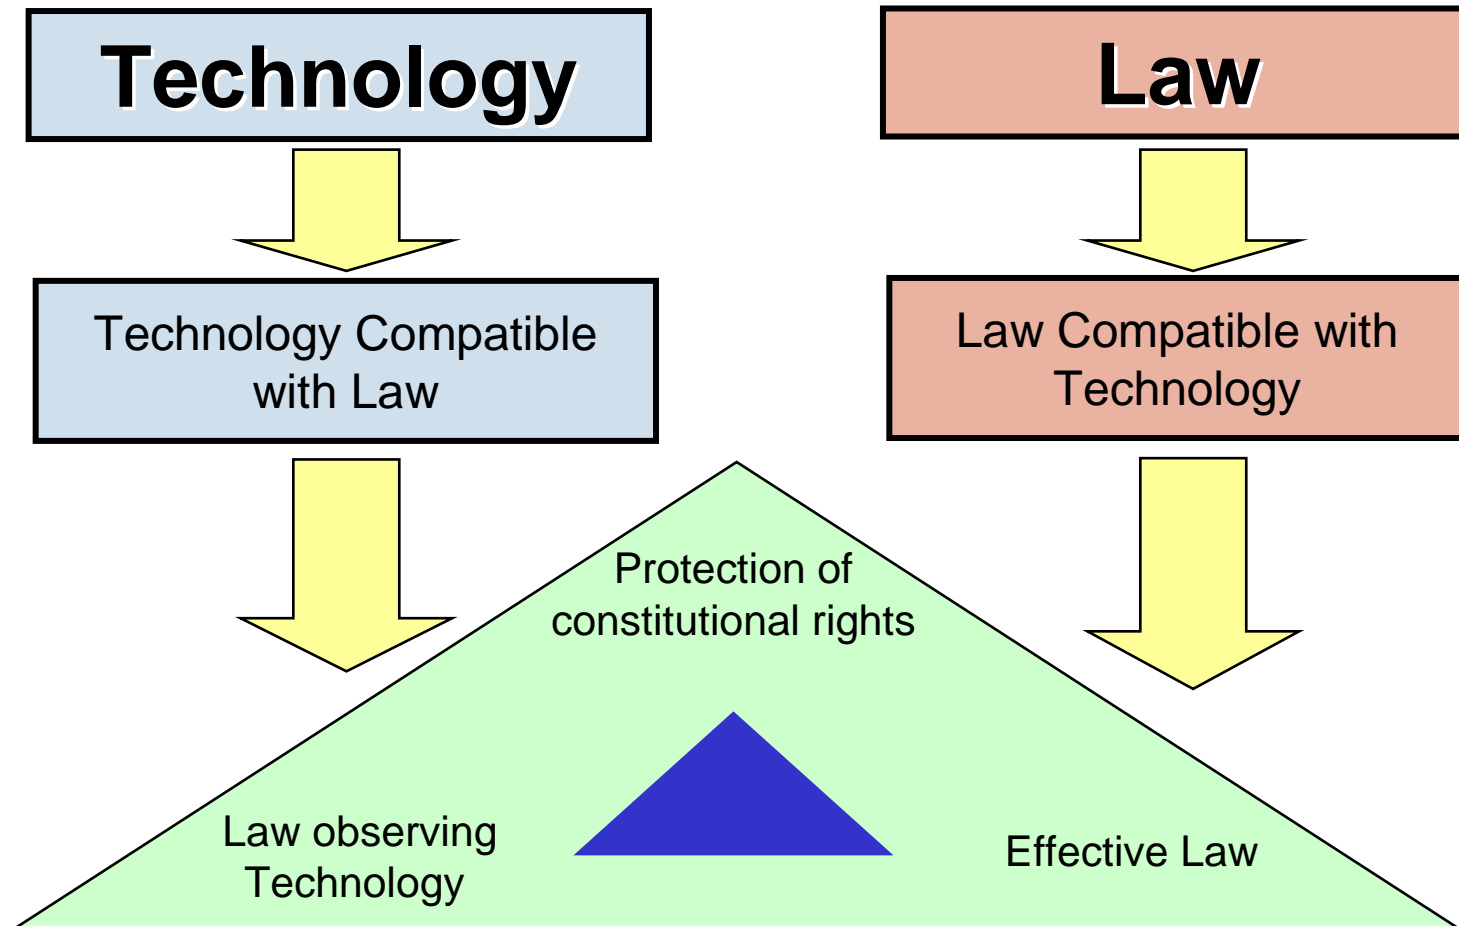 Technology
Law
Technology Compatible
with Law
Law Compatible with
Technology
Protection of
constitutional rights
Law observing
Technology
Effective Law